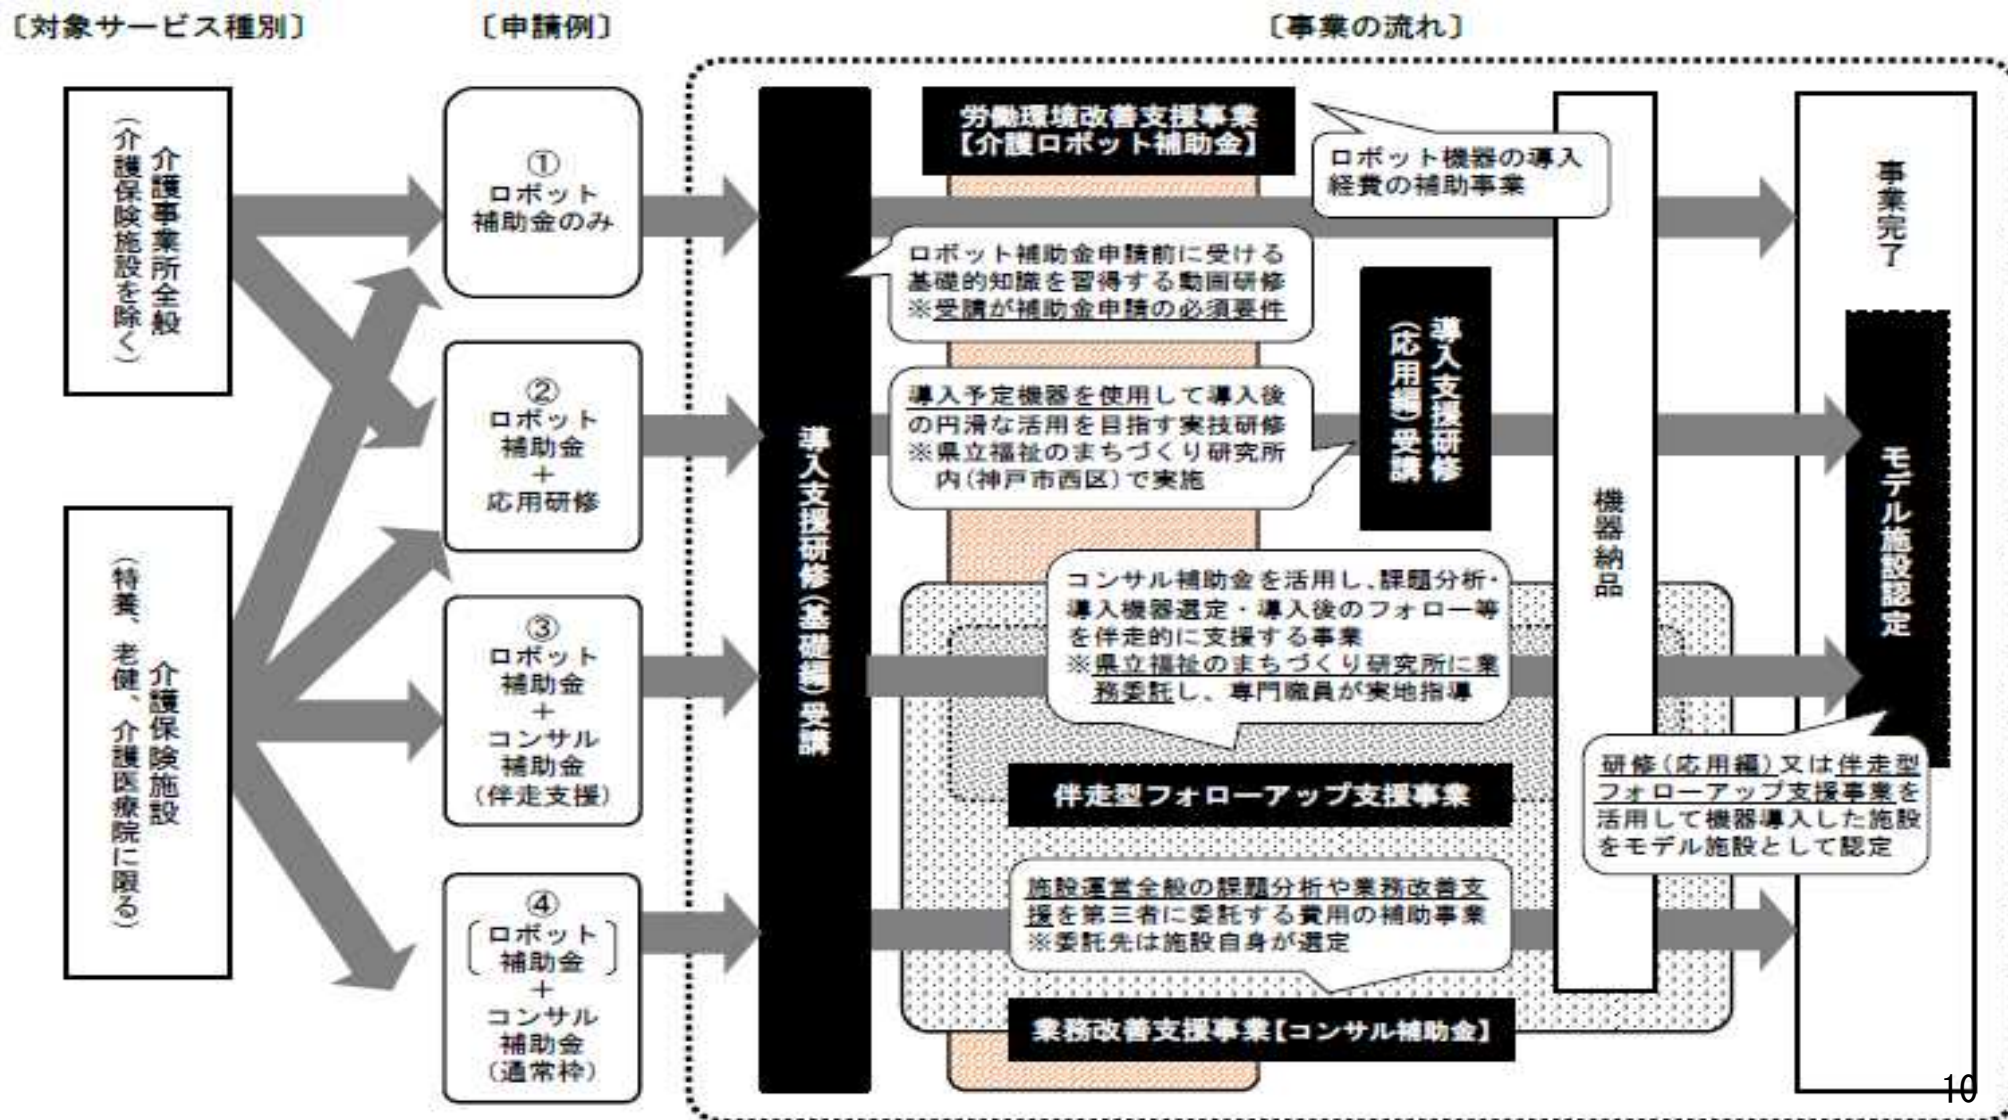 〔対象サービス種別〕
〔申請例〕
〔事業の流れ〕
介護事業所全般
（介護保険施設を除く）
介護保険施設
（特養、老健、介護医療院に限る）
①
ロボット
補助金のみ
②
ロボット
補助金
＋
応用研修
③
ロボット
補助金
＋
コンサル
補助金
（伴走支援）
④
〔ロボット
補助金〕
＋
コンサル
補助金
（通常枠）
導入支援研修（基礎編）受講
労働環境改善支援事業
【介護ロボット補助金】
ロボット機器の導入
経費の補助事業
ロボット補助金申請前に受ける
基礎的知識を習得する動画研修
※受講が補助金申請の必須要件
導入予定機器を使用して導入後
の円滑な活用を目指す実技研修
※県立福祉のまちづくり研究所
内（神戸市西区）で実施
導入支援研修
（応用編）受講
コンサル補助金を活用し、課題分析・
導入機器選定・導入後のフォロー等
を伴走的に支援する事業
※県立福祉のまちづくり研究所に業
務委託し、専門職員が実地指導
伴走型フォローアップ支援事業
施設運営全般の課題分析や業務改善支
援を第三者に委託する費用の補助事業
※委託先は施設自身が選定
業務改善支援事業【コンサル補助金】
機器納品
事業完了
モデル施設認定
研修（応用編）又は伴走型
フォローアップ支援事業を
活用して機器導入した施設
をモデル施設として認定
10